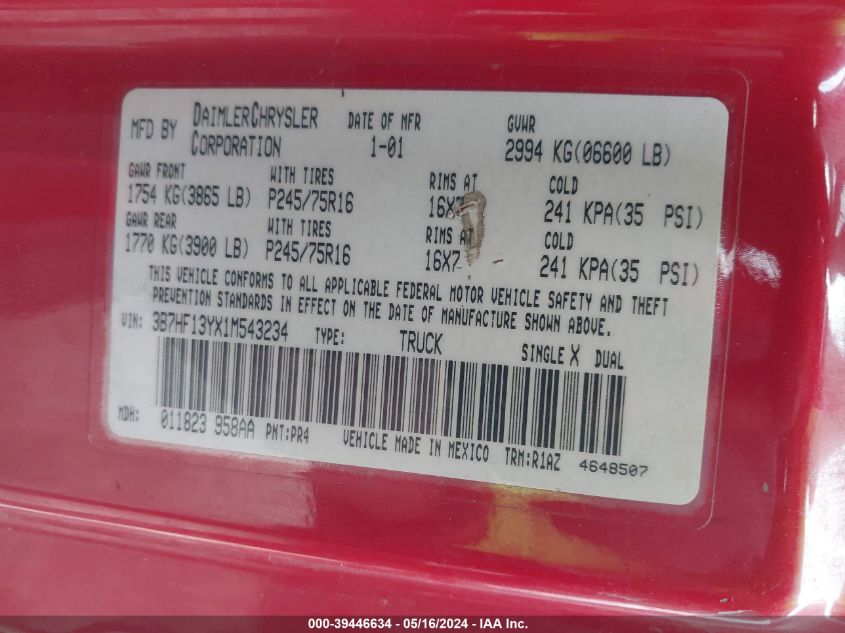 MFD BY DAIMLERCHRYSLER CORPORATION DATE OF MFR 1-01 GVWR 2994 KG(06600 LB)
GAWR FRONT WITH TIRES RIMS AT COLD
1754 KG(3865 LB) P245/75R16 16X7 241 KPA(35 PSI)
GAWR REAR WITH TIRES RIMS AT COLD
1770 KG(3900 LB) P245/75R16 16X7 241 KPA(35 PSI)
THIS VEHICLE CONFORMS TO ALL APPLICABLE FEDERAL MOTOR VEHICLE SAFETY AND THEFT
PREVENTION STANDARDS IN EFFECT ON THE DATE OF MANUFACTURE SHOWN ABOVE.
VIN: 3B7HF13YX1M543234 TYPE: TRUCK SINGLE X DUAL
MDH: 011823 958AA PNT:PR4 VEHICLE MADE IN MEXICO TRM:R1AZ 4648507
000-39446634 - 05/16/2024 - IAA Inc.